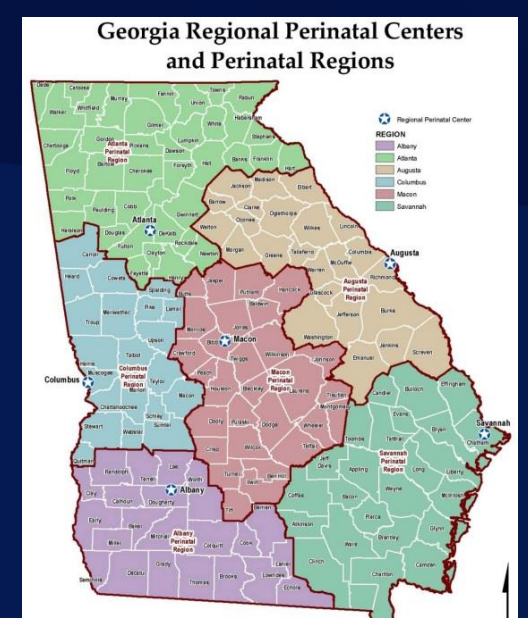 Georgia Regional Perinatal Centers
and Perinatal Regions
Regional Perinatal Center
REGION
Albany
Atlanta
Augusta
Columbus
Macon
Savannah
Dade
Catoosa
Fannin
Towns
Rabun
Murray
Union
Walker
Whitfield
Gilmer
White
Habersham
Lumpkin
Stephens
Chattooga
Gordon
Pickens
Dawson
Banks
Franklin
Hart
Atlanta
Perinatal
Region
Floyd
Bartow
Cherokee
Forsyth
Hall
Jackson
Madison
Elbert
Polk
Paulding
Cobb
Gwinnett
Barrow
Clarke
Oconee
Oglethorpe
Haralson
Douglas
Atlanta
DeKalb
Walton
Wilkes
Lincoln
Fulton
Rockdale
Clayton
Newton
Morgan
Greene
Taliaferro
Columbia
McDuffie
Augusta
Carroll
Fayette
Henry
Warren
Richmond
Heard
Coweta
Spalding
Butts
Jasper
Putnam
Hancock
Glascock
Augusta
Perinatal
Region
Meriwether
Pike
Lamar
Baldwin
Jefferson
Burke
Troup
Monroe
Jones
Washington
Upson
Bibb
Macon
Wilkinson
Jenkins
Screven
Talbot
Crawford
Twiggs
Johnson
Emanuel
Harris
Muscogee
Columbus
Columbus
Perinatal
Region
Taylor
Peach
Macon
Perinatal
Region
Marion
Macon
Houston
Bleckley
Laurens
Treutlen
Candler
Bulloch
Effingham
Chattahoochee
Montgomery
Schley
Dooly
Pulaski
Dodge
Wheeler
Evans
Bryan
Savannah
Stewart
Webster
Sumter
Toombs
Tattnall
Chatham
Crisp
Wilcox
Telfair
Quitman
Savannah
Perinatal
Region
Jeff
Davis
Appling
Long
Liberty
Randolph
Terrell
Lee
Worth
Turner
Ben Hill
Irwin
Wayne
Clay
Calhoun
Dougherty
Albany
Coffee
Bacon
McIntosh
Tift
Early
Baker
Berrien
Pierce
Atkinson
Glynn
Miller
Mitchell
Albany
Perinatal
Region
Colquitt
Cook
Ware
Brantley
Lanier
Clinch
Camden
Seminole
Decatur
Grady
Thomas
Brooks
Lowndes
Charlton
Echols